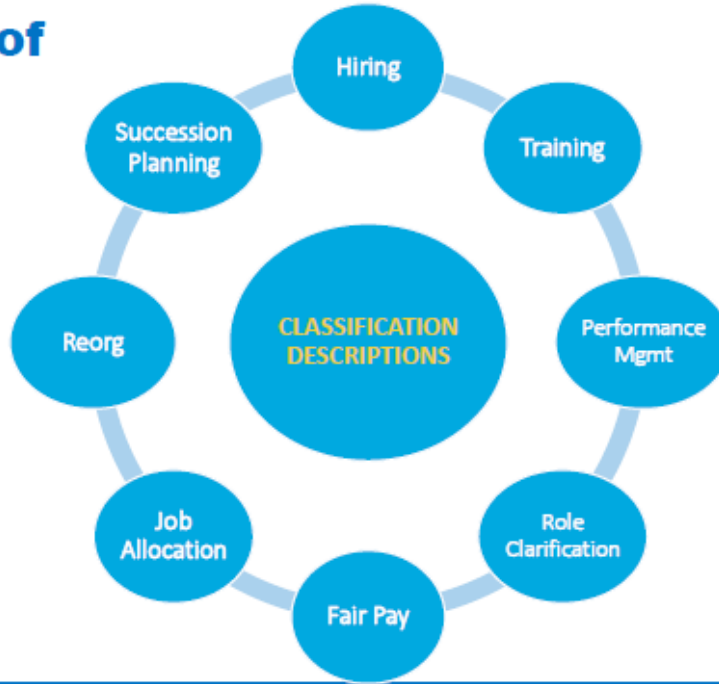 of
Hiring
Training
Performance
Mgmt
Role
Clarification
Fair Pay
Job
Allocation
Reorg
Succession
Planning
CLASSIFICATION
DESCRIPTIONS